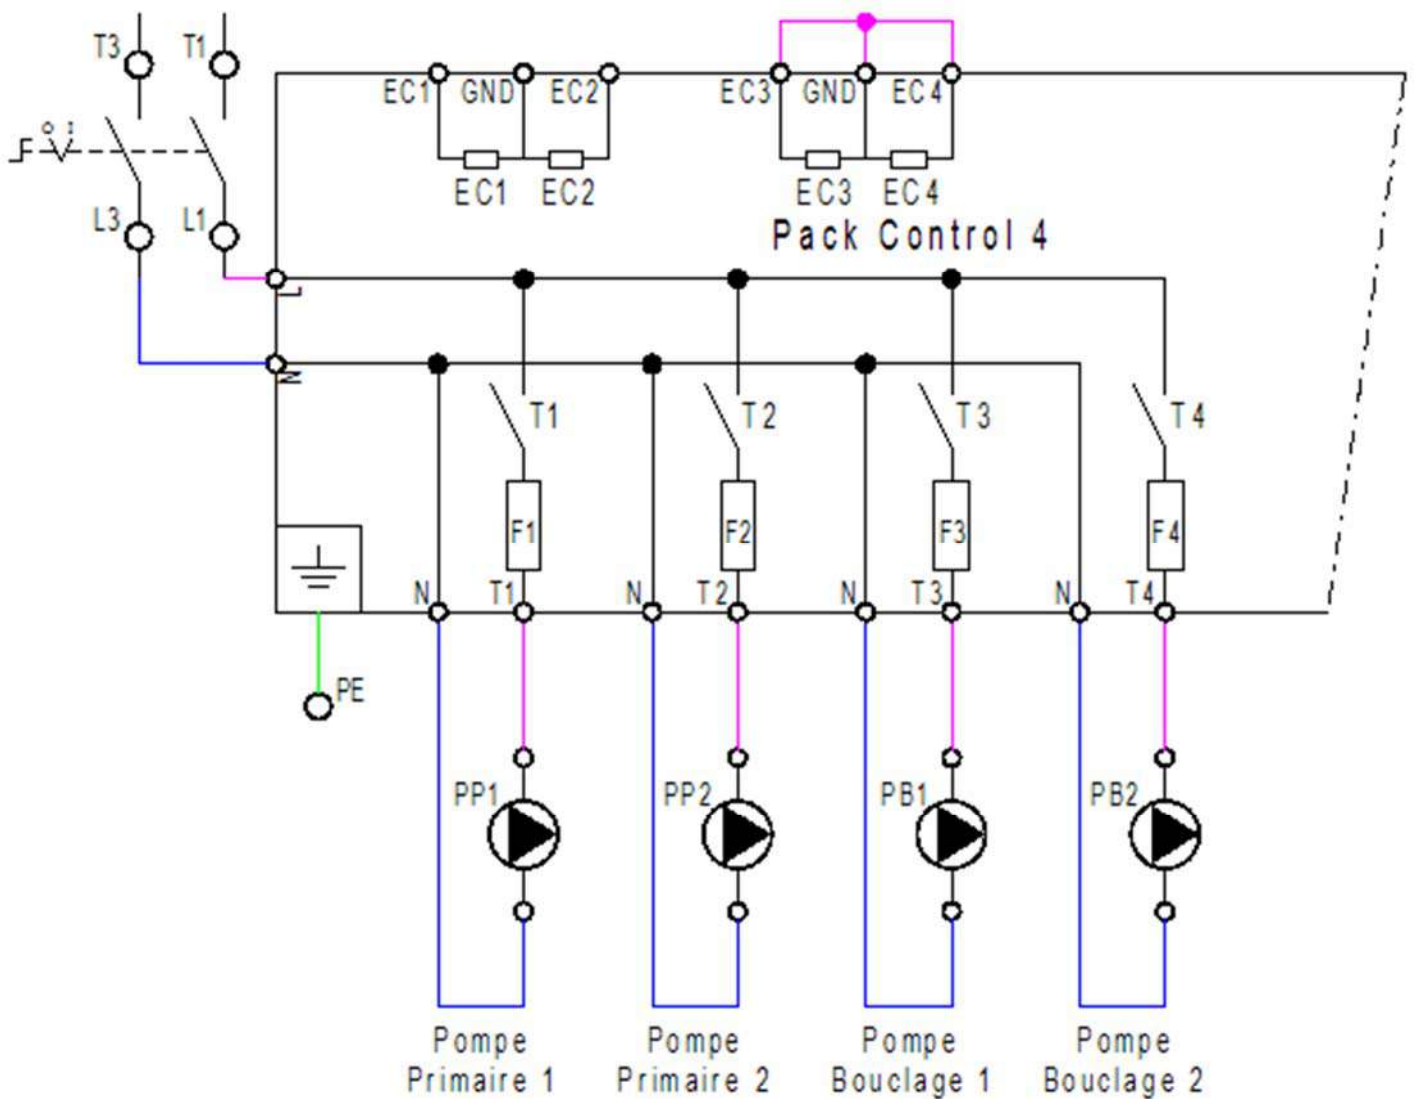 T3 T1
EC1 GND EC2 EC3 GND EC4
O I
EC1 EC2 EC3 EC4
L3 L1
Pack Control 4
L
N
T1 T2 T3 T4
F1 F2 F3 F4
N T1 N T2 N T3 N T4
PE
PP1 PP2 PB1 PB2
Pompe Pompe Pompe Pompe
Primaire 1 Primaire 2 Bouclage 1 Bouclage 2